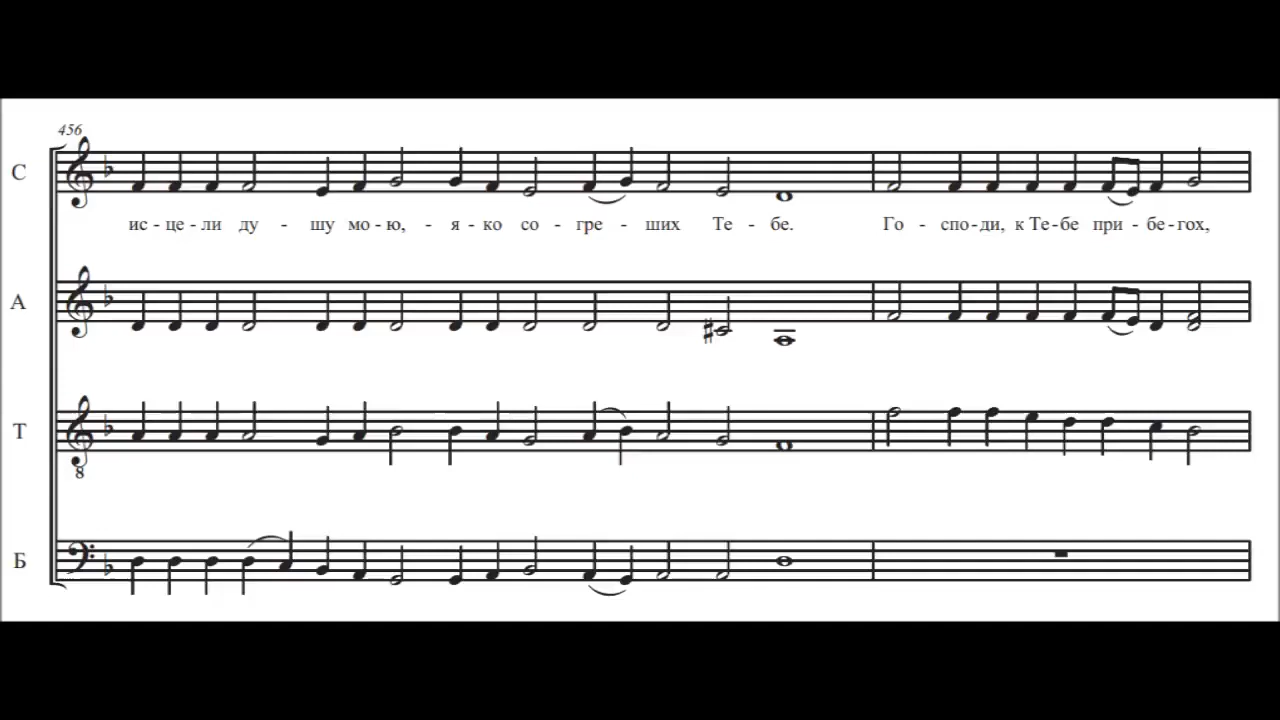 456
С
ис - це - ли ду - шу мо - ю, - я - ко со - гре - ших Те - бе. Го - спо - ди, к Те - бе при - бе - гох,
А
Т
8
Б